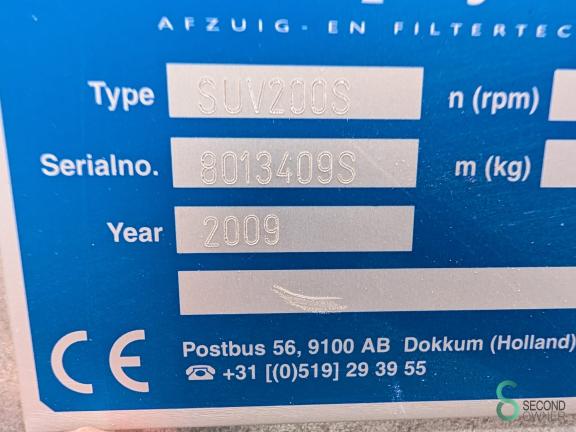 AFZUIG- EN FILTERTEC
Type SUV200S n (rpm)
Serialno. 8013409S m (kg)
Year 2009
CE
Postbus 56, 9100 AB Dokkum (Holland)
☎ +31 [(0)519] 29 39 55
SECOND
OWNER